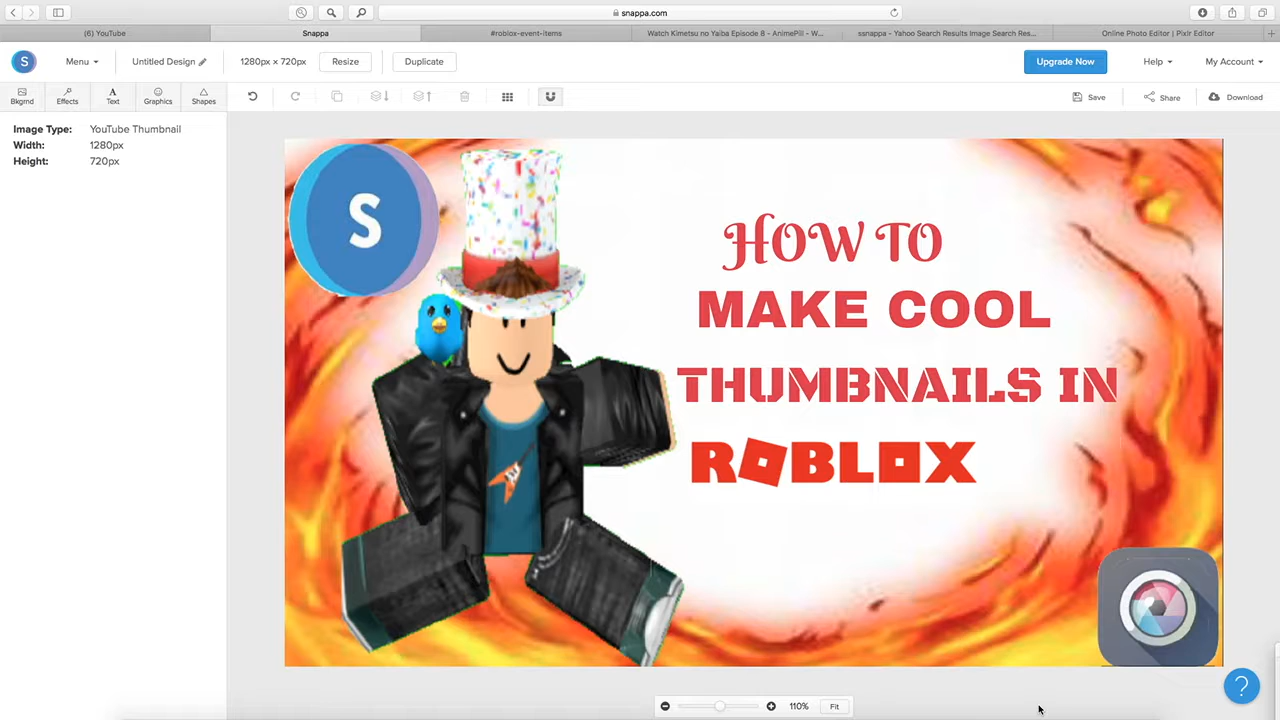 snappa.com
(6) YouTube
Snappa
#roblox-event-items
Watch Kimetsu no Yaiba Episode 8 - AnimePill - W...
ssnappa - Yahoo Search Results Image Search Res...
Online Photo Editor | Pixlr Editor
S
Menu
Untitled Design
1280px × 720px
Resize
Duplicate
Upgrade Now
Help
My Account
Bkgrnd
Effects
Text
Graphics
Shapes
Save
Share
Download
Image Type: YouTube Thumbnail
Width: 1280px
Height: 720px
S
HOW TO
MAKE COOL
THUMBNAILS IN
ROBLOX
110%
Fit
?